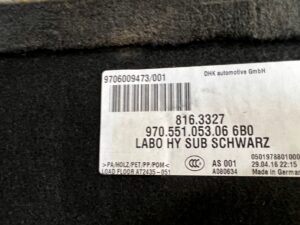 DHK automotive GmbH
9706009473/001
816.3327
970.551.053.06 6B0
LABO HY SUB SCHWARZ
>PA/HOLZ/PET/PP/POM<
LOAD FLOOR AT2435-051
AS 001
A080634
0501978801000
29.04.16 22:15
Made in Germany